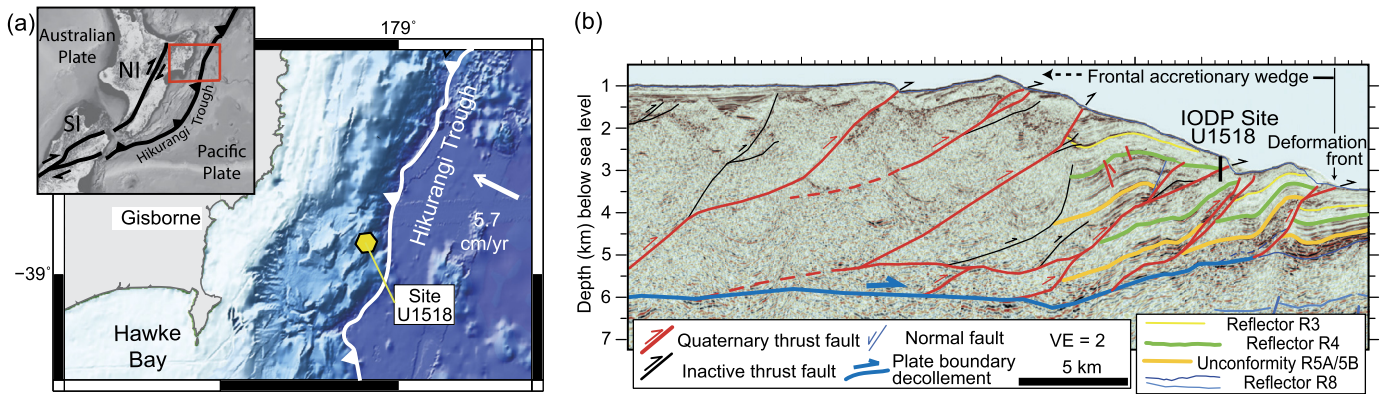 (a)
Australian
Plate
NI
SI
Hikurangi Trough
Pacific
Plate
179°
Gisborne
−39°
Hawke
Bay
Hikurangi Trough
5.7
cm/yr
Site
U1518
(b)
Depth (km) below sea level
1
2
3
4
5
6
7
Frontal accretionary wedge
IODP Site
U1518
Deformation
front
Quaternary thrust fault
Normal fault
VE = 2
Inactive thrust fault
Plate boundary
decollement
5 km
Reflector R3
Reflector R4
Unconformity R5A/5B
Reflector R8